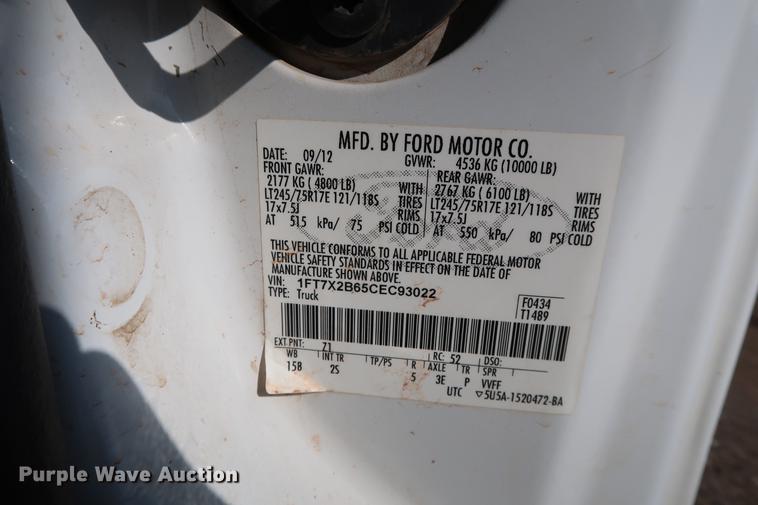 MFD. BY FORD MOTOR CO.
DATE: 09/12 GVWR: 4536 KG (10000 LB)
FRONT GAWR: REAR GAWR:
2177 KG ( 4800 LB) WITH 2767 KG ( 6100 LB) WITH
LT245/75R17E 121/118S TIRES LT245/75R17E 121/118S TIRES
17x7.5J RIMS 17x7.5J RIMS
AT 515 kPa/ 75 PSI COLD AT 550 kPa/ 80 PSI COLD
THIS VEHICLE CONFORMS TO ALL APPLICABLE FEDERAL MOTOR
VEHICLE SAFETY STANDARDS IN EFFECT ON THE DATE OF
MANUFACTURE SHOWN ABOVE.
VIN: 1FT7X2B65CEC93022
TYPE: Truck
F0434
T1489
EXT PNT: Z1 RC: 52 DSO:
WB INT TR TP/PS R AXLE TR SPR
158 2S 5 3E P VVFF
UTC ▽5U5A-1520472-BA
Ford
Purple Wave Auction